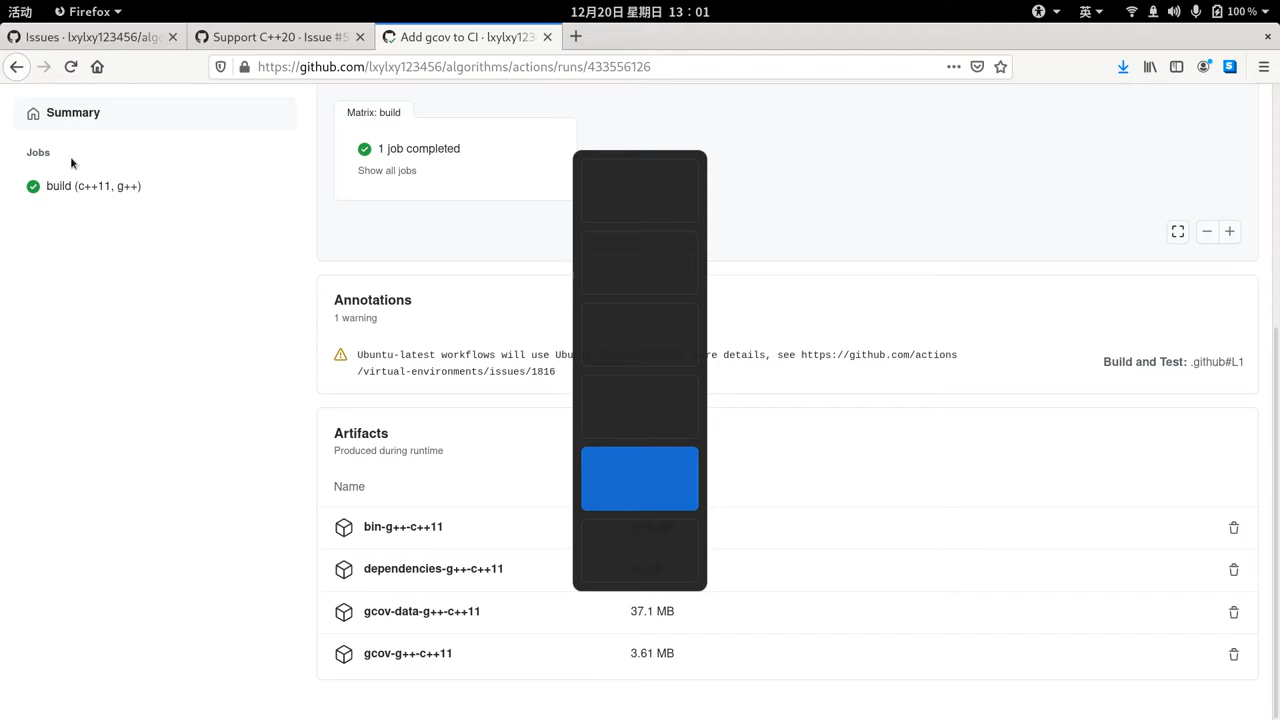 活动
Firefox
12月20日 星期日 13：01
英
100 %
Issues · lxylxy123456/algo
Support C++20 · Issue #5
Add gcov to CI · lxylxy123
https://github.com/lxylxy123456/algorithms/actions/runs/433556126
Summary
Jobs
build (c++11, g++)
Matrix: build
1 job completed
Show all jobs
Annotations
1 warning
Ubuntu-latest workflows will use details, see https://github.com/actions
/virtual-environments/issues/1816
Build and Test: .github#L1
Artifacts
Produced during runtime
Name
bin-g++-c++11
dependencies-g++-c++11
gcov-data-g++-c++11
37.1 MB
gcov-g++-c++11
3.61 MB